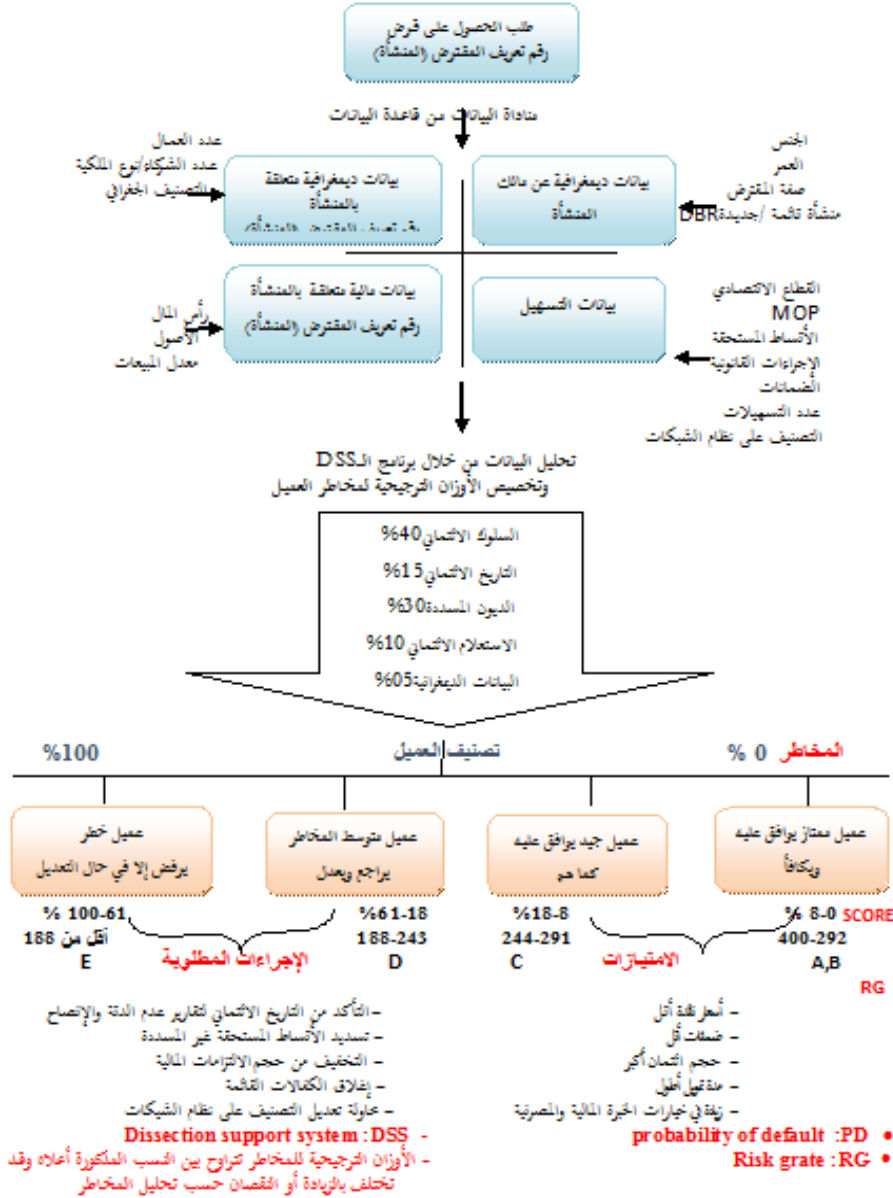 طلب الحصول على قرض
رقم تعريف المقترض (المنشأة)
مناداة البيانات من قاعدة البيانات
الجنس
العمر
صفة المقترض
منشأة قائمة /جديدةDBR
بيانات ديمغرافية عن مالك
المنشأة
عدد العمال
عدد الشركاء/نوع الملكية
التصنيف الجغرافي
بيانات ديمغرافية متعلقة
بالمنشأة
رقم تعريف المقترض (المنشأة)
القطاع الاقتصادي
MOP
الأقساط المستحقة
الإجراءات القانونية
الضمانات
عدد التسهيلات
التصنيف على نظام الشيكات
بيانات التسهيل
بيانات مالية متعلقة بالمنشأة
رقم تعريف المقترض (المنشأة)
رأس المال
الأصول
معدل المبيعات
تحليل البيانات من خلال برنامج الـDSS
وتخصيص الأوزان الترجيحية لمخاطر العميل
السلوك الائتماني40%
التاريخ الائتماني15%
الديون المسددة30%
الاستعلام الائتماني10%
البيانات الديمغرافية05%
المخاطر 0 %
تصنيف العميل
%100
عميل ممتاز يوافق عليه
ويكافأ
عميل جيد يوافق عليه
كما هو
عميل متوسط المخاطر
يراجع ويعدل
عميل خطر
يرفض إلا في حال التعديل
SCORE
% 8-0
%18-8
%61-18
% 100-61
400-292
244-291
188-243
أقل من 188
A,B
C
D
E
RG
الامتيازات
الإجراءات المطلوبة
– أسعار فائدة أقل
– ضمانات أقل
– حجم ائتمان أكبر
– مدة تمويل أطول
– زيادة في خيارات الخبرة المالية والمصرفية
– التأكد من التاريخ الائتماني لتقارير عدم الدقة والإفصاح
– تسديد الأقساط المستحقة غير المسددة
– التخفيف من حجم الالتزامات المالية
– إغلاق الكفالات القائمة
– محاولة تعديل التصنيف على نظام الشيكات
• probability of default :PD
• Risk grate : RG
- Dissection support system : DSS
– الأوزان الترجيحية للمخاطر تتراوح بين النسب المذكورة أعلاه وقد
تختلف بالزيادة أو النقصان حسب تحليل المخاطر